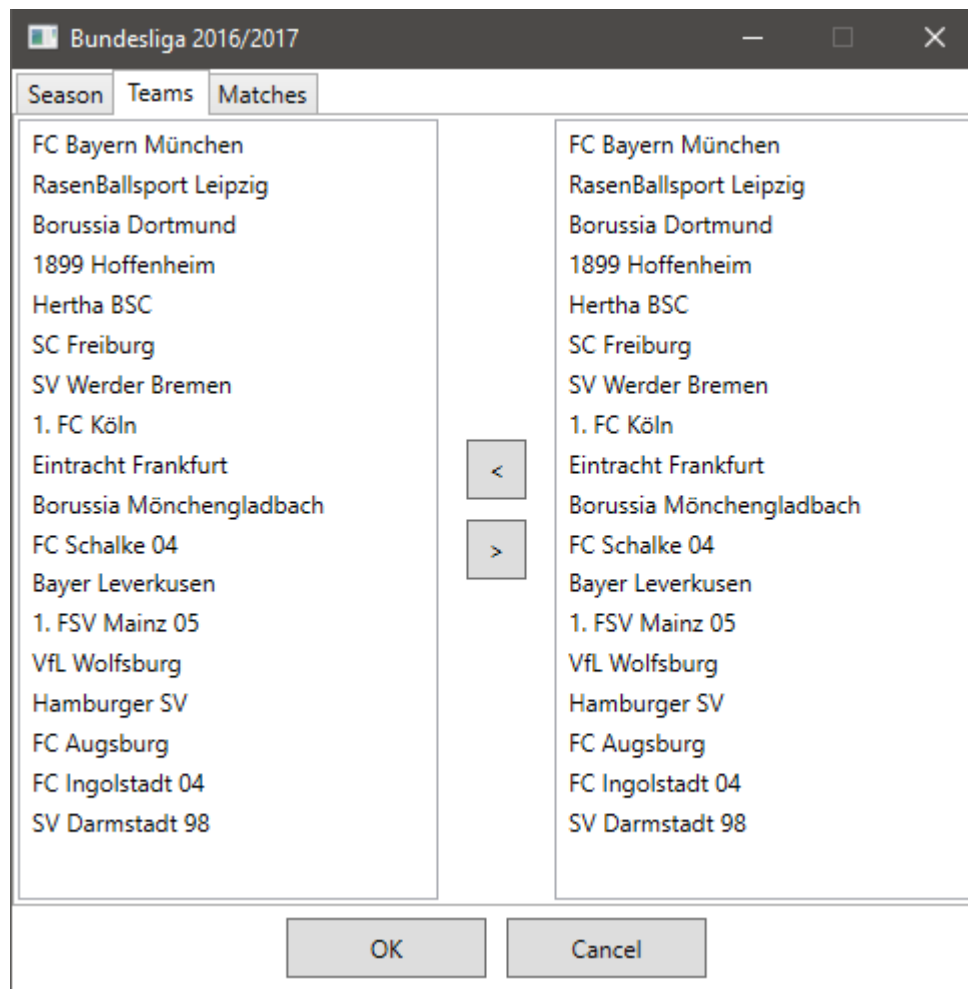 Bundesliga 2016/2017
Season Teams Matches
FC Bayern München
RasenBallsport Leipzig
Borussia Dortmund
1899 Hoffenheim
Hertha BSC
SC Freiburg
SV Werder Bremen
1. FC Köln
Eintracht Frankfurt
Borussia Mönchengladbach
FC Schalke 04
Bayer Leverkusen
1. FSV Mainz 05
VfL Wolfsburg
Hamburger SV
FC Augsburg
FC Ingolstadt 04
SV Darmstadt 98
<
>
FC Bayern München
RasenBallsport Leipzig
Borussia Dortmund
1899 Hoffenheim
Hertha BSC
SC Freiburg
SV Werder Bremen
1. FC Köln
Eintracht Frankfurt
Borussia Mönchengladbach
FC Schalke 04
Bayer Leverkusen
1. FSV Mainz 05
VfL Wolfsburg
Hamburger SV
FC Augsburg
FC Ingolstadt 04
SV Darmstadt 98
OK Cancel